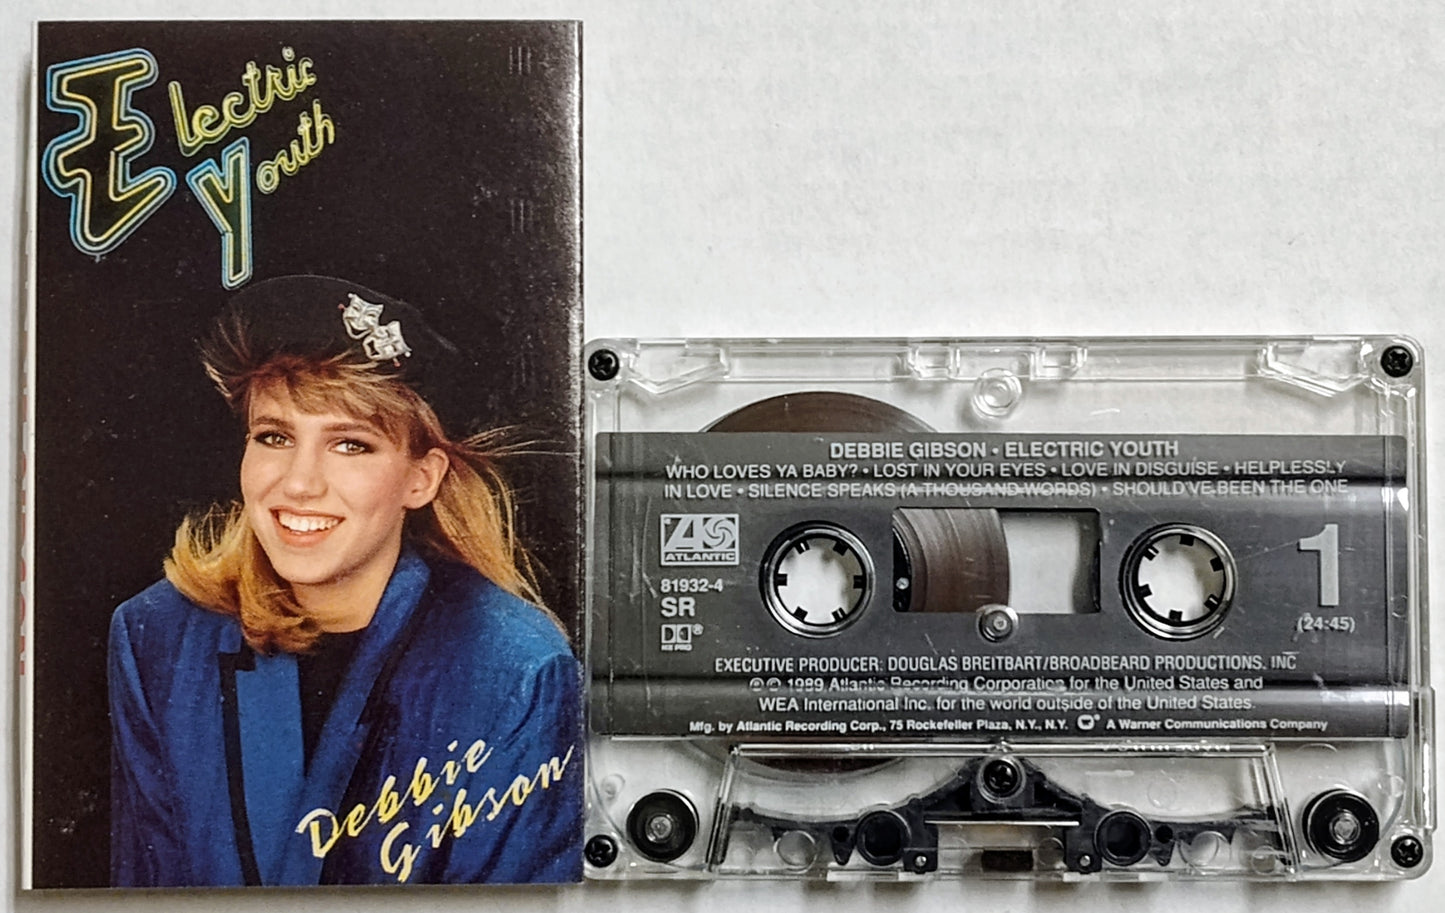 Electric
Youth
Debbie
Gibson
DEBBIE GIBSON • ELECTRIC YOUTH
WHO LOVES YA BABY? • LOST IN YOUR EYES • LOVE IN DISGUISE • HELPLESSLY
IN LOVE • SILENCE SPEAKS (A THOUSAND WORDS) • SHOULD'VE BEEN THE ONE
ATLANTIC
81932-4
SR
HX PRO
1
(24:45)
EXECUTIVE PRODUCER: DOUGLAS BREITBART/BROADBEARD PRODUCTIONS, INC
℗ © 1989 Atlantic Recording Corporation for the United States and
WEA International Inc. for the world outside of the United States.
Mfg. by Atlantic Recording Corp., 75 Rockefeller Plaza, N.Y., N.Y. A Warner Communications Company